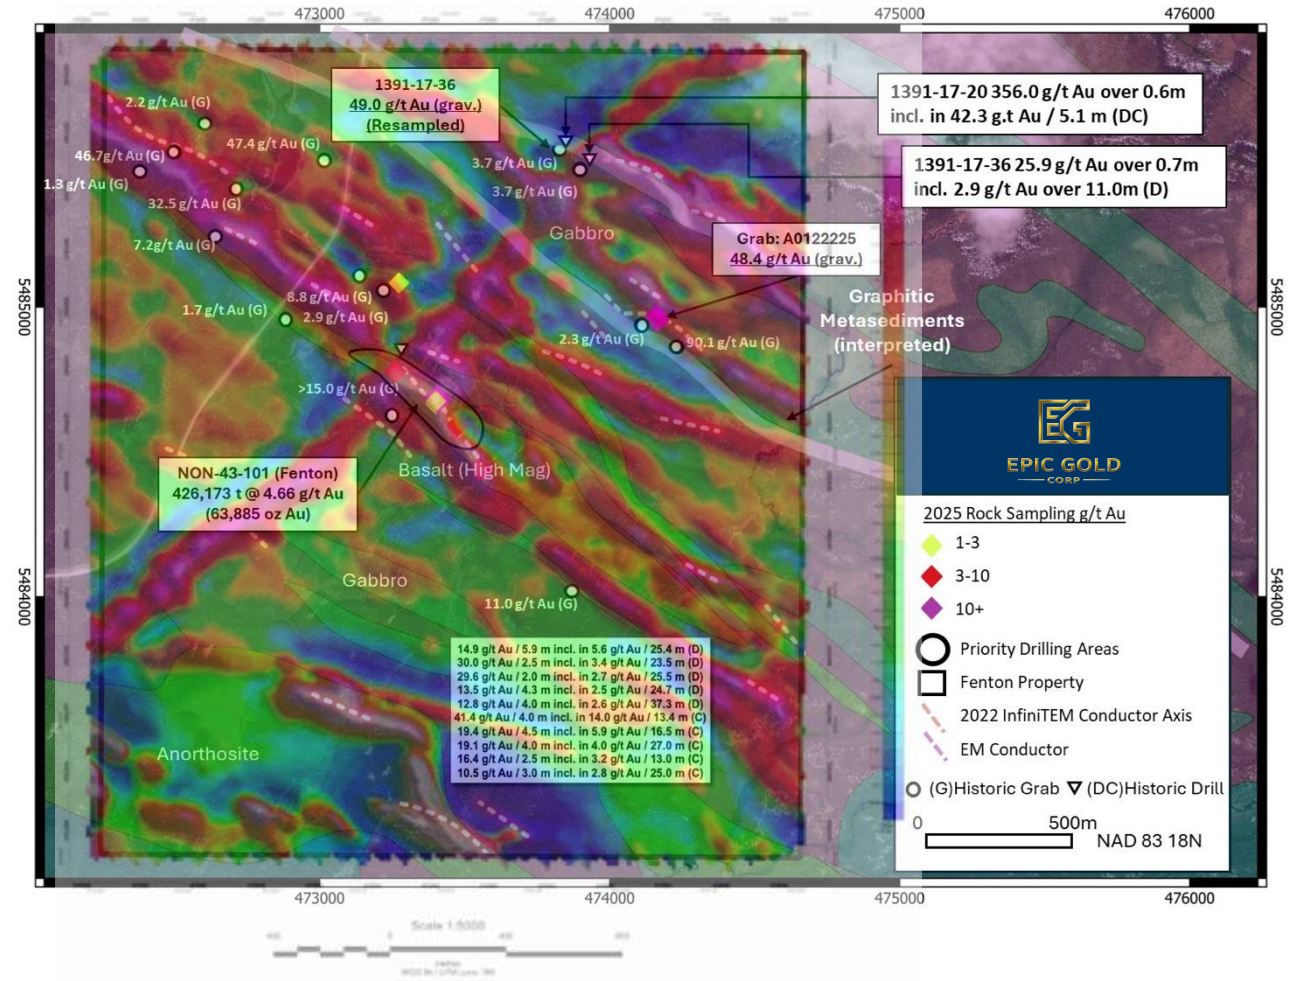 473000
474000
475000
476000
1391-17-36
49.0 g/t Au (grav.)
(Resampled)
1391-17-20 356.0 g/t Au over 0.6m
incl. in 42.3 g.t Au / 5.1 m (DC)
1391-17-36 25.9 g/t Au over 0.7m
incl. 2.9 g/t Au over 11.0m (D)
2.2 g/t Au (G)
47.4 g/t Au (G)
46.7g/t Au (G)
1.3 g/t Au (G)
32.5 g/t Au (G)
7.2g/t Au (G)
3.7 g/t Au (G)
3.7 g/t Au (G)
Gabbro
Grab: A0122225
48.4 g/t Au (grav.)
8.8 g/t Au (G)
2.9 g/t Au (G)
1.7 g/t Au (G)
2.3 g/t Au (G)
90.1 g/t Au (G)
Graphitic
Metasediments
(interpreted)
5485000
5485000
>15.0 g/t Au (G)
NON-43-101 (Fenton)
426,173 t @ 4.66 g/t Au
(63,885 oz Au)
Basalt (High Mag)
Gabbro
11.0 g/t Au (G)
5484000
5484000
14.9 g/t Au / 5.9 m incl. in 5.6 g/t Au / 25.4 m (D)
30.0 g/t Au / 2.5 m incl. in 3.4 g/t Au / 23.5 m (D)
29.6 g/t Au / 2.0 m incl. in 2.7 g/t Au / 25.5 m (D)
13.5 g/t Au / 4.3 m incl. in 2.5 g/t Au / 24.7 m (D)
12.8 g/t Au / 4.0 m incl. in 2.6 g/t Au / 37.3 m (D)
41.4 g/t Au / 4.0 m incl. in 14.0 g/t Au / 13.4 m (C)
19.4 g/t Au / 4.5 m incl. in 5.9 g/t Au / 16.5 m (C)
19.1 g/t Au / 4.0 m incl. in 4.0 g/t Au / 27.0 m (C)
16.4 g/t Au / 2.5 m incl. in 3.2 g/t Au / 13.0 m (C)
10.5 g/t Au / 3.0 m incl. in 2.8 g/t Au / 25.0 m (C)
Anorthosite
EG
EPIC GOLD
CORP
2025 Rock Sampling g/t Au
1-3
3-10
10+
Priority Drilling Areas
Fenton Property
2022 InfiniTEM Conductor Axis
EM Conductor
(G)Historic Grab
(DC)Historic Drill
0
500m
NAD 83 18N
473000
474000
475000
476000
Scale 1:5000